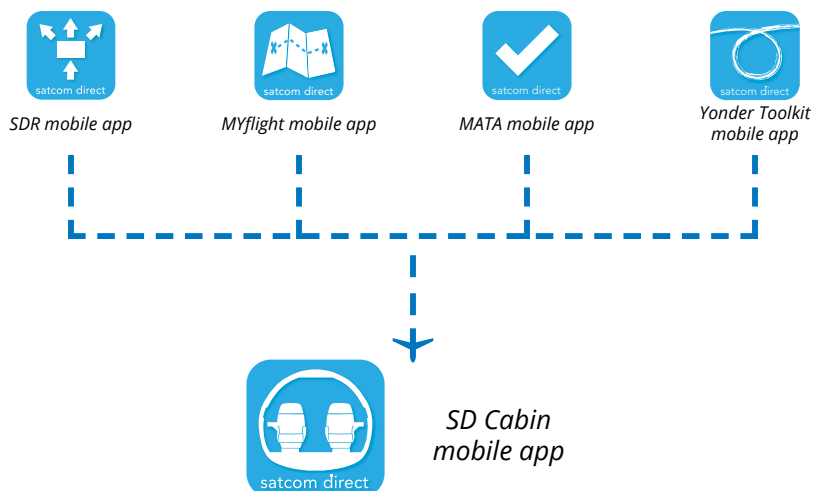 satcom direct
satcom direct
satcom direct
satcom direct
SDR mobile app
MYflight mobile app
MATA mobile app
Yonder Toolkit
mobile app
SD Cabin
mobile app
satcom direct